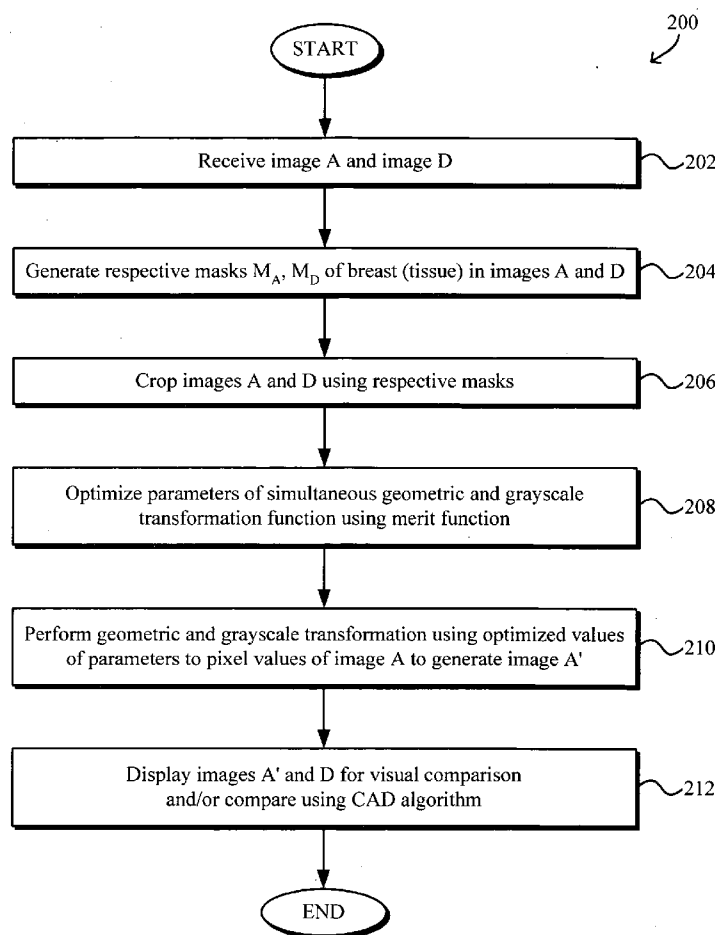 200
START
Receive image A and image D
202
Generate respective masks M_A, M_D of breast (tissue) in images A and D
204
Crop images A and D using respective masks
206
Optimize parameters of simultaneous geometric and grayscale
transformation function using merit function
208
Perform geometric and grayscale transformation using optimized values
of parameters to pixel values of image A to generate image A'
210
Display images A' and D for visual comparison
and/or compare using CAD algorithm
212
END